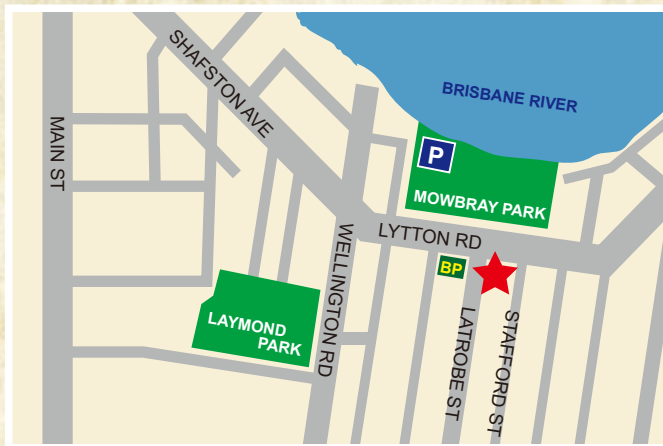 SHAFSTON AVE
MAIN ST
BRISBANE RIVER
P
MOWBRAY PARK
LYTTON RD
WELLINGTON RD
BP
LAYMOND
PARK
LATROBE ST
STAFFORD ST